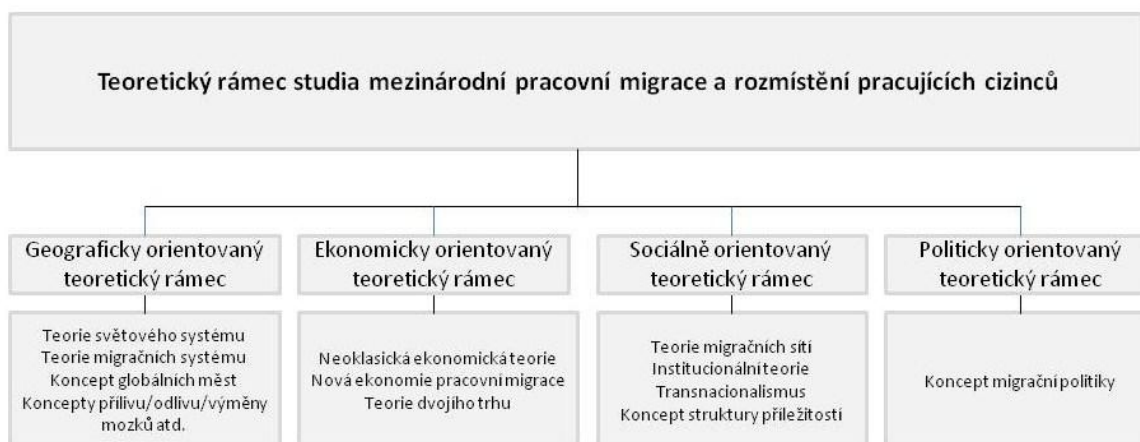 Teoretický rámec studia mezinárodní pracovní migrace a rozmístění pracujících cizinců
Geograficky orientovaný
teoretický rámec
Teorie světového systému
Teorie migračních systému
Koncept globálních měst
Koncepty přílivu/odlivu/výměny
mozků atd.
Ekonomicky orientovaný
teoretický rámec
Neoklasická ekonomická teorie
Nová ekonomie pracovní migrace
Teorie dvojího trhu
Sociálně orientovaný
teoretický rámec
Teorie migračních sítí
Institucionální teorie
Transnacionalismus
Koncept struktury příležitostí
Politicky orientovaný
teoretický rámec
Koncept migrační politiky